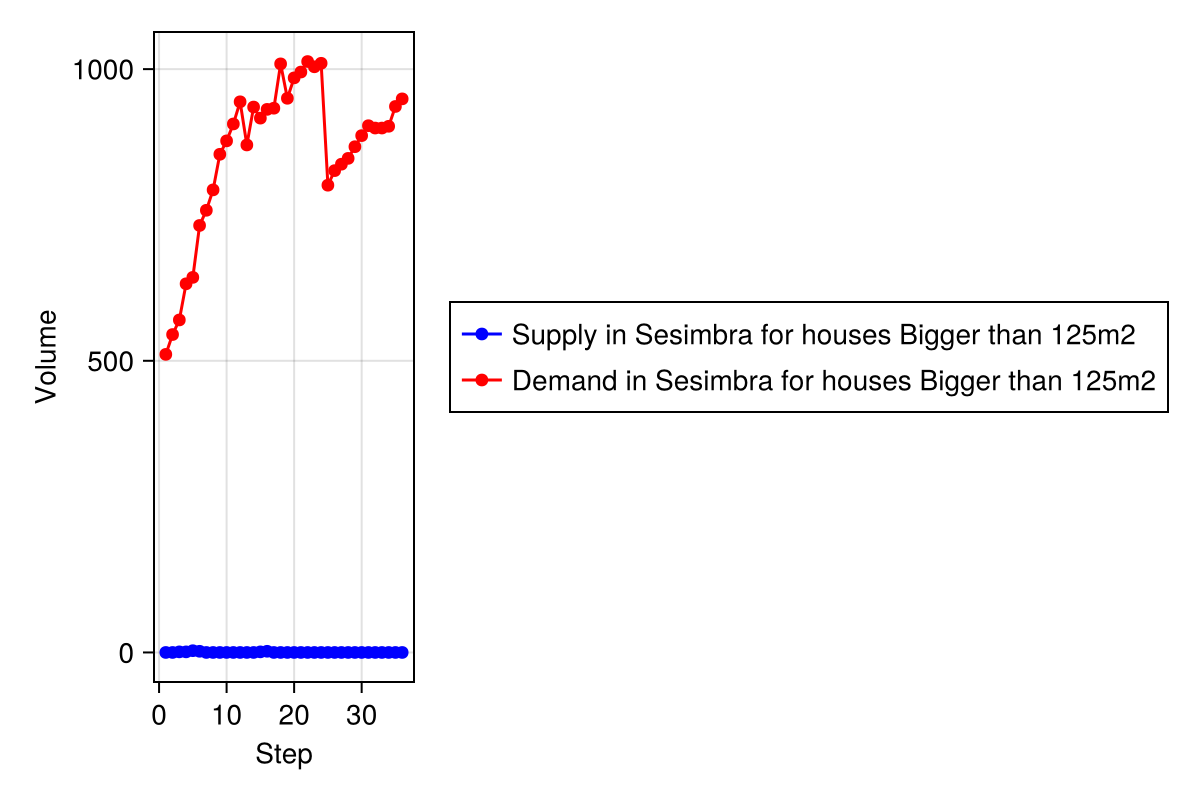 1000
500
0
Volume
0 10 20 30
Step
Supply in Sesimbra for houses Bigger than 125m2
Demand in Sesimbra for houses Bigger than 125m2